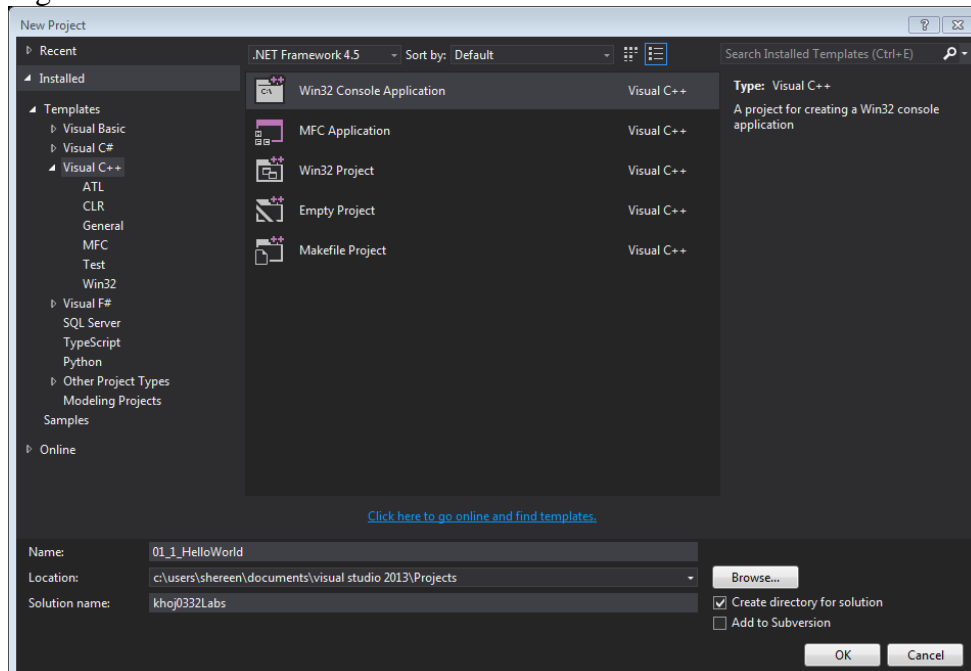 New Project
Recent
.NET Framework 4.5
Sort by: Default
Search Installed Templates (Ctrl+E)
Installed
Templates
Visual Basic
Visual C#
Visual C++
ATL
CLR
General
MFC
Test
Win32
Visual F#
SQL Server
TypeScript
Python
Other Project Types
Modeling Projects
Samples
Online
Win32 Console Application Visual C++
MFC Application Visual C++
Win32 Project Visual C++
Empty Project Visual C++
Makefile Project Visual C++
Type: Visual C++
A project for creating a Win32 console
application
Click here to go online and find templates.
Name: 01_1_HelloWorld
Location: c:\users\shereen\documents\visual studio 2013\Projects
Browse...
Solution name: khoj0332Labs
Create directory for solution
Add to Subversion
OK Cancel